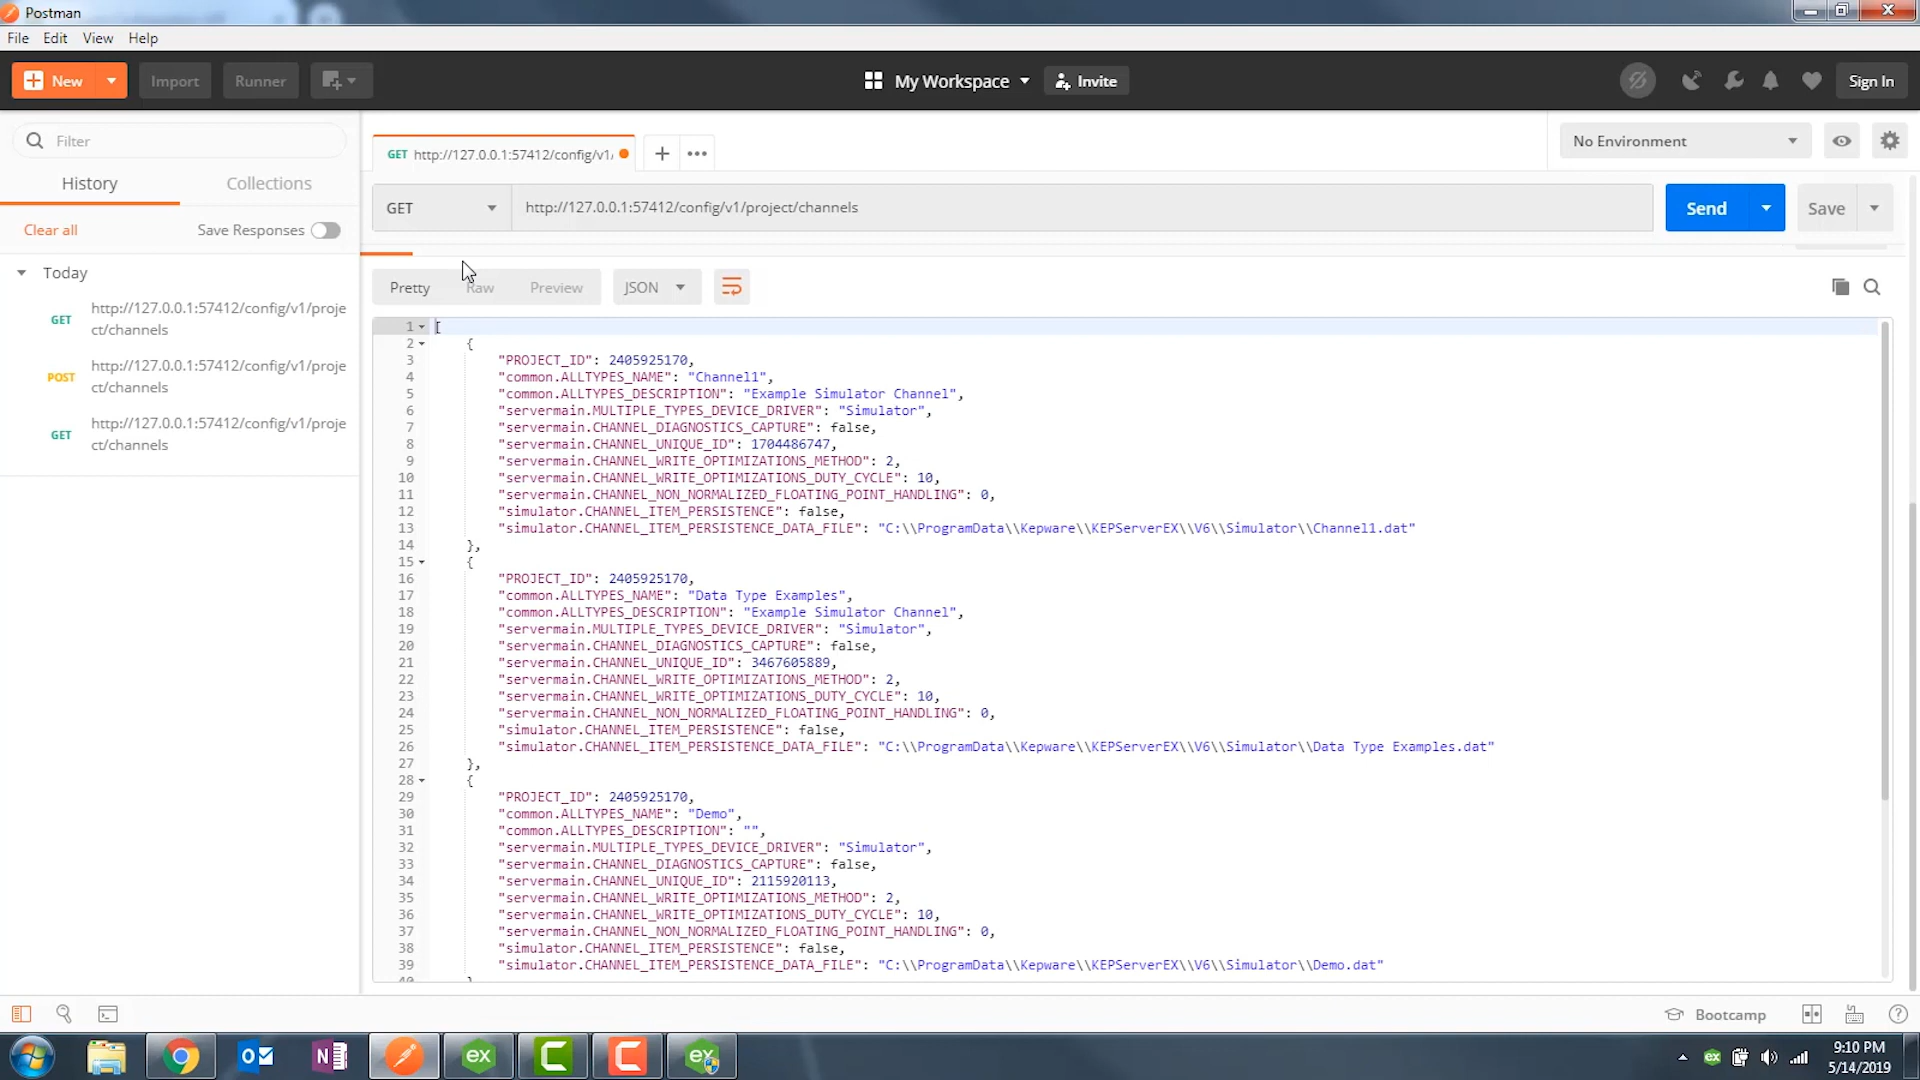 Postman
File Edit View Help
New Import Runner My Workspace Invite Sign In
Filter
History Collections
Clear all Save Responses
Today
GET http://127.0.0.1:57412/config/v1/proje
ct/channels
POST http://127.0.0.1:57412/config/v1/proje
ct/channels
GET http://127.0.0.1:57412/config/v1/proje
ct/channels
GET http://127.0.0.1:57412/config/v1/
No Environment
GET http://127.0.0.1:57412/config/v1/project/channels Send Save
Pretty Raw Preview JSON
1 [
2 {
3 "PROJECT_ID": 2405925170,
4 "common.ALLTYPES_NAME": "Channel1",
5 "common.ALLTYPES_DESCRIPTION": "Example Simulator Channel",
6 "servermain.MULTIPLE_TYPES_DEVICE_DRIVER": "Simulator",
7 "servermain.CHANNEL_DIAGNOSTICS_CAPTURE": false,
8 "servermain.CHANNEL_UNIQUE_ID": 1704486747,
9 "servermain.CHANNEL_WRITE_OPTIMIZATIONS_METHOD": 2,
10 "servermain.CHANNEL_WRITE_OPTIMIZATIONS_DUTY_CYCLE": 10,
11 "servermain.CHANNEL_NON_NORMALIZED_FLOATING_POINT_HANDLING": 0,
12 "simulator.CHANNEL_ITEM_PERSISTENCE": false,
13 "simulator.CHANNEL_ITEM_PERSISTENCE_DATA_FILE": "C:\\ProgramData\\Kepware\\KEPServerEX\\V6\\Simulator\\Channel1.dat"
14 },
15 {
16 "PROJECT_ID": 2405925170,
17 "common.ALLTYPES_NAME": "Data Type Examples",
18 "common.ALLTYPES_DESCRIPTION": "Example Simulator Channel",
19 "servermain.MULTIPLE_TYPES_DEVICE_DRIVER": "Simulator",
20 "servermain.CHANNEL_DIAGNOSTICS_CAPTURE": false,
21 "servermain.CHANNEL_UNIQUE_ID": 3467605889,
22 "servermain.CHANNEL_WRITE_OPTIMIZATIONS_METHOD": 2,
23 "servermain.CHANNEL_WRITE_OPTIMIZATIONS_DUTY_CYCLE": 10,
24 "servermain.CHANNEL_NON_NORMALIZED_FLOATING_POINT_HANDLING": 0,
25 "simulator.CHANNEL_ITEM_PERSISTENCE": false,
26 "simulator.CHANNEL_ITEM_PERSISTENCE_DATA_FILE": "C:\\ProgramData\\Kepware\\KEPServerEX\\V6\\Simulator\\Data Type Examples.dat"
27 },
28 {
29 "PROJECT_ID": 2405925170,
30 "common.ALLTYPES_NAME": "Demo",
31 "common.ALLTYPES_DESCRIPTION": "",
32 "servermain.MULTIPLE_TYPES_DEVICE_DRIVER": "Simulator",
33 "servermain.CHANNEL_DIAGNOSTICS_CAPTURE": false,
34 "servermain.CHANNEL_UNIQUE_ID": 2115920113,
35 "servermain.CHANNEL_WRITE_OPTIMIZATIONS_METHOD": 2,
36 "servermain.CHANNEL_WRITE_OPTIMIZATIONS_DUTY_CYCLE": 10,
37 "servermain.CHANNEL_NON_NORMALIZED_FLOATING_POINT_HANDLING": 0,
38 "simulator.CHANNEL_ITEM_PERSISTENCE": false,
39 "simulator.CHANNEL_ITEM_PERSISTENCE_DATA_FILE": "C:\\ProgramData\\Kepware\\KEPServerEX\\V6\\Simulator\\Demo.dat"
Bootcamp
9:10 PM
5/14/2019